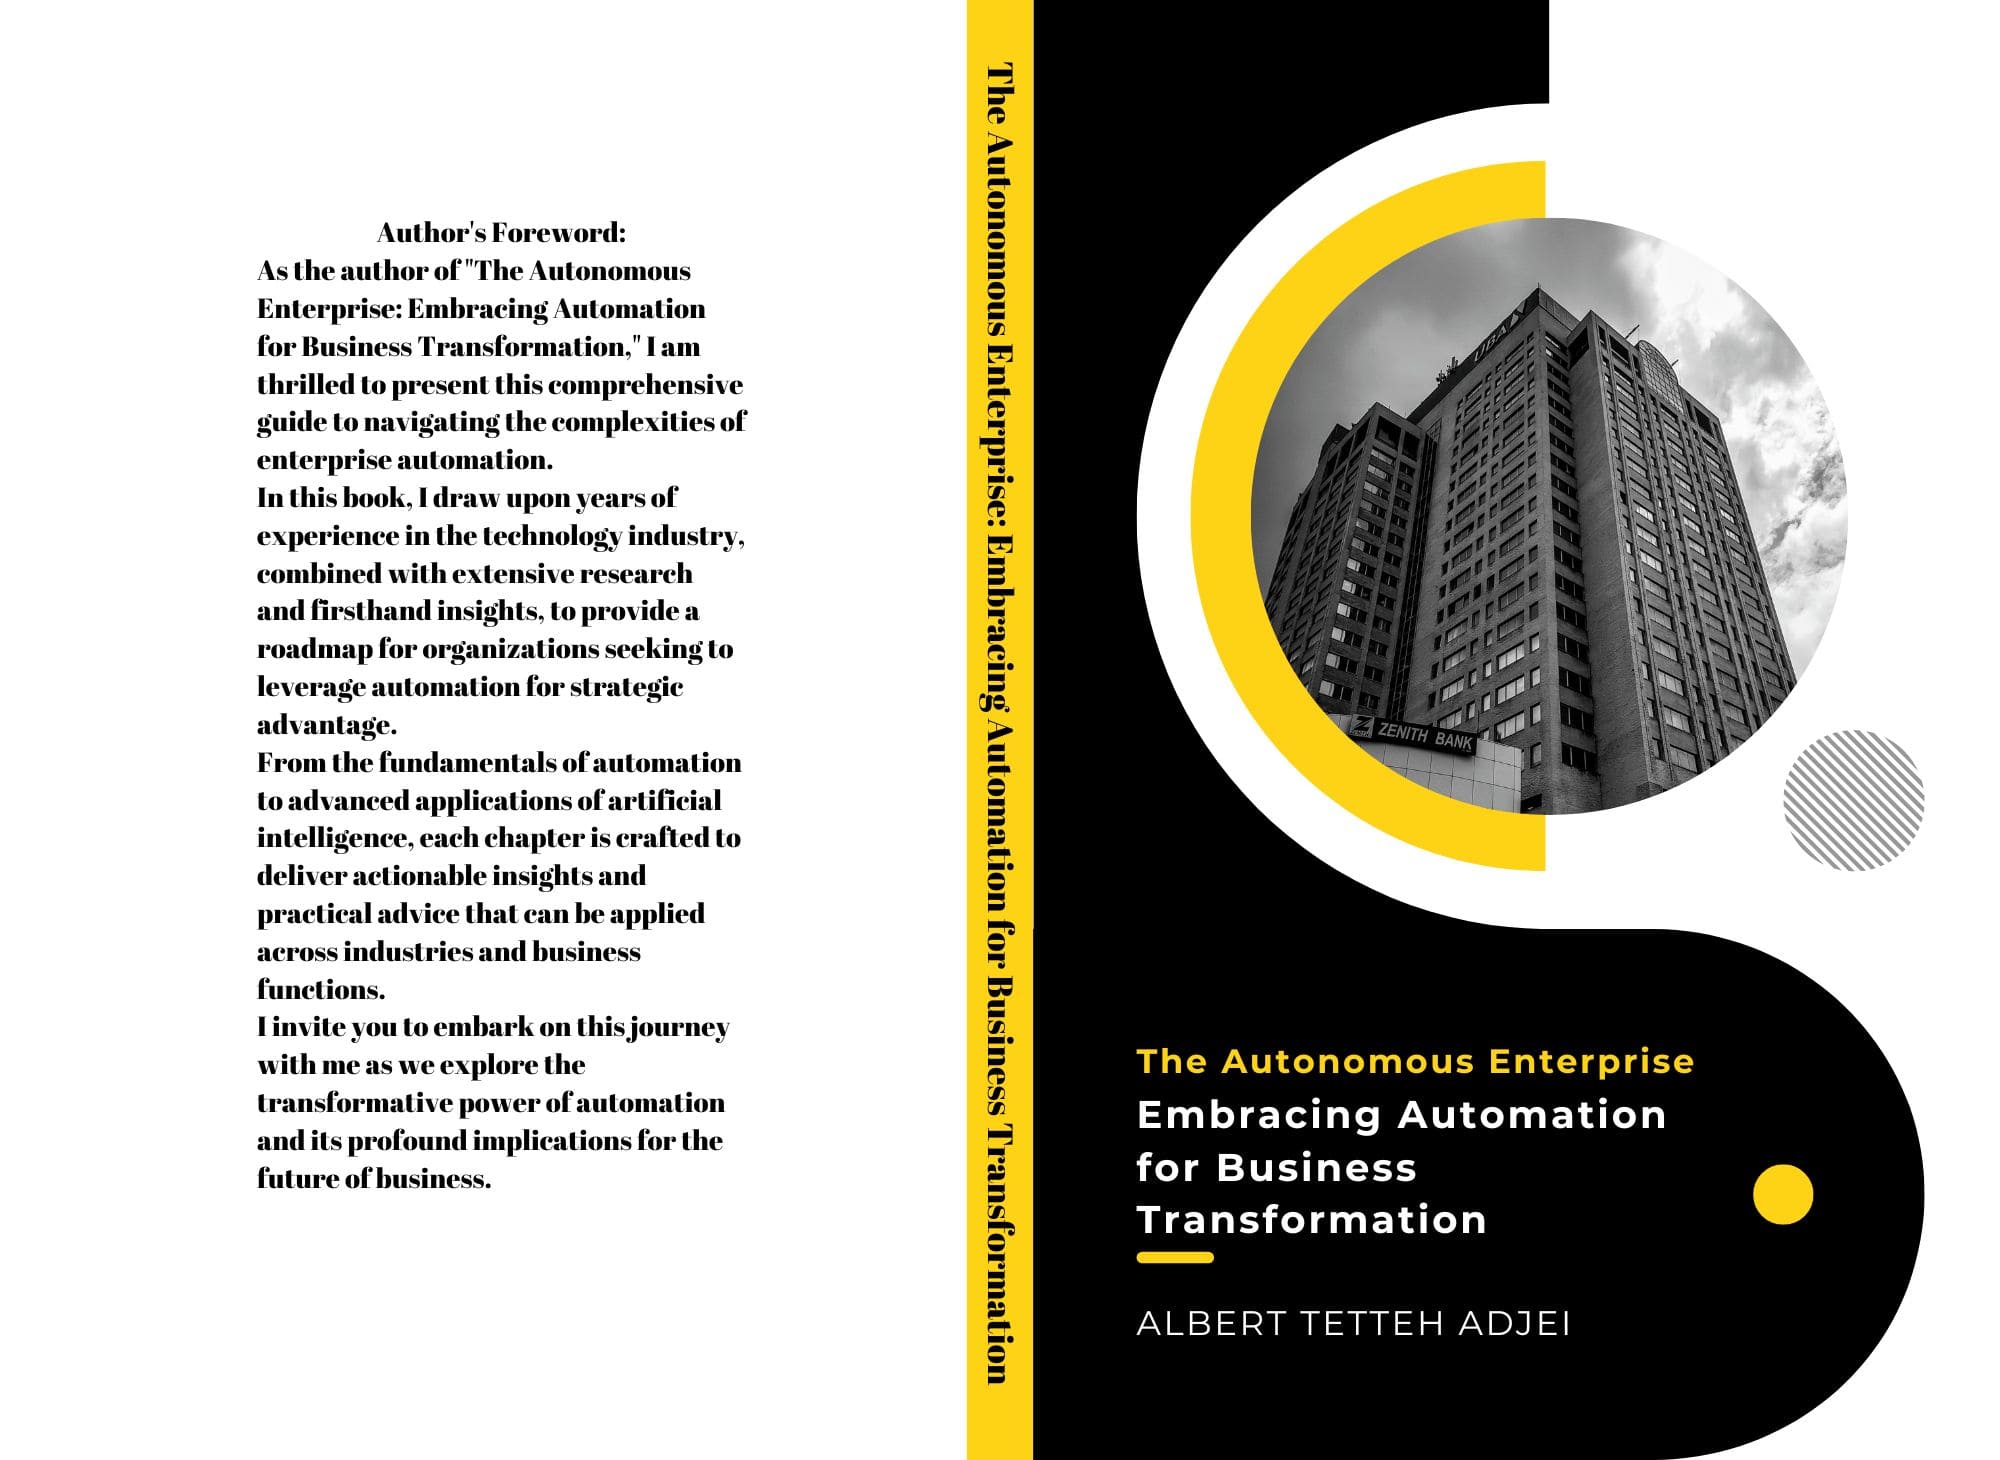 Author's Foreword:
As the author of "The Autonomous
Enterprise: Embracing Automation
for Business Transformation," I am
thrilled to present this comprehensive
guide to navigating the complexities of
enterprise automation.
In this book, I draw upon years of
experience in the technology industry,
combined with extensive research
and firsthand insights, to provide a
roadmap for organizations seeking to
leverage automation for strategic
advantage.
From the fundamentals of automation
to advanced applications of artificial
intelligence, each chapter is crafted to
deliver actionable insights and
practical advice that can be applied
across industries and business
functions.
I invite you to embark on this journey
with me as we explore the
transformative power of automation
and its profound implications for the
future of business.
The Autonomous Enterprise: Embracing Automation for Business Transformation
UBA
ZENITH BANK
The Autonomous Enterprise
Embracing Automation
for Business
Transformation
ALBERT TETTEH ADJEI